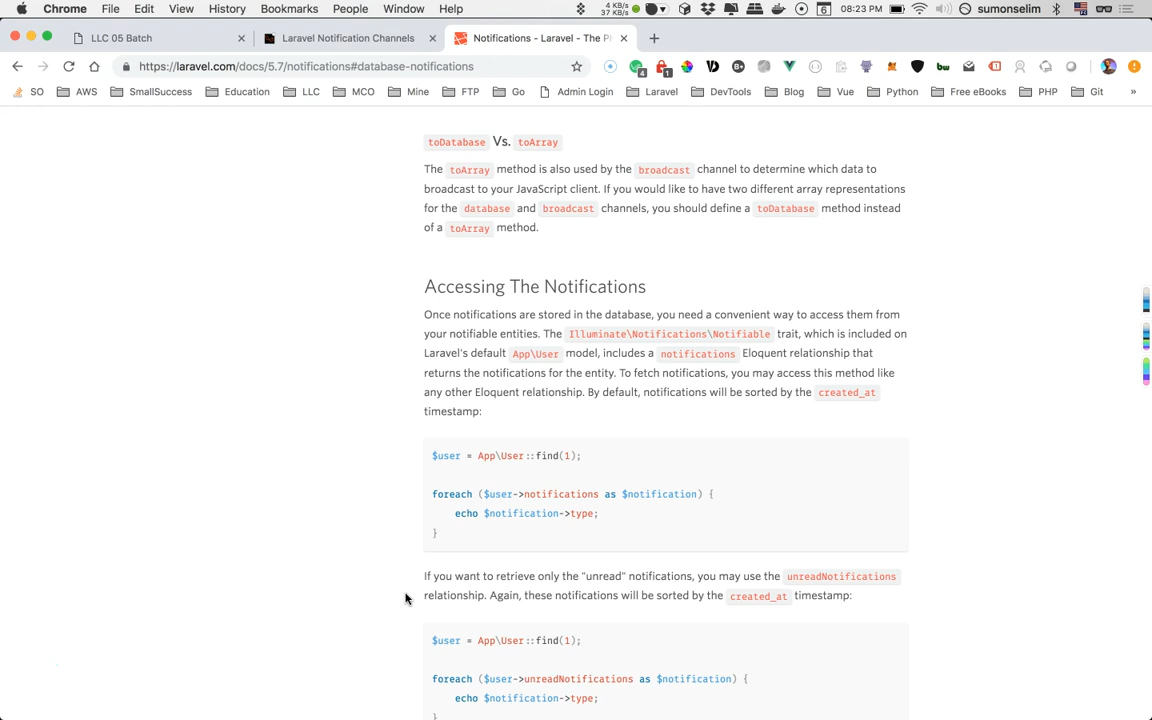 Chrome File Edit View History Bookmarks People Window Help 4 KB/s 37 KB/s 6 08:23 PM sumonselim
LLC 05 Batch Laravel Notification Channels Notifications - Laravel - The P
https://laravel.com/docs/5.7/notifications#database-notifications 4 1 B+ bw 1
SO AWS SmallSuccess Education LLC MCO Mine FTP Go Admin Login Laravel DevTools Blog Vue Python Free eBooks PHP Git »
toDatabase Vs. toArray
The toArray method is also used by the broadcast channel to determine which data to
broadcast to your JavaScript client. If you would like to have two different array representations
for the database and broadcast channels, you should define a toDatabase method instead
of a toArray method.
Accessing The Notifications
Once notifications are stored in the database, you need a convenient way to access them from
your notifiable entities. The Illuminate\Notifications\Notifiable trait, which is included on
Laravel's default App\User model, includes a notifications Eloquent relationship that
returns the notifications for the entity. To fetch notifications, you may access this method like
any other Eloquent relationship. By default, notifications will be sorted by the created_at
timestamp:
$user = App\User::find(1);
foreach ($user->notifications as $notification) {
echo $notification->type;
}
If you want to retrieve only the "unread" notifications, you may use the unreadNotifications
relationship. Again, these notifications will be sorted by the created_at timestamp:
$user = App\User::find(1);
foreach ($user->unreadNotifications as $notification) {
echo $notification->type;
}